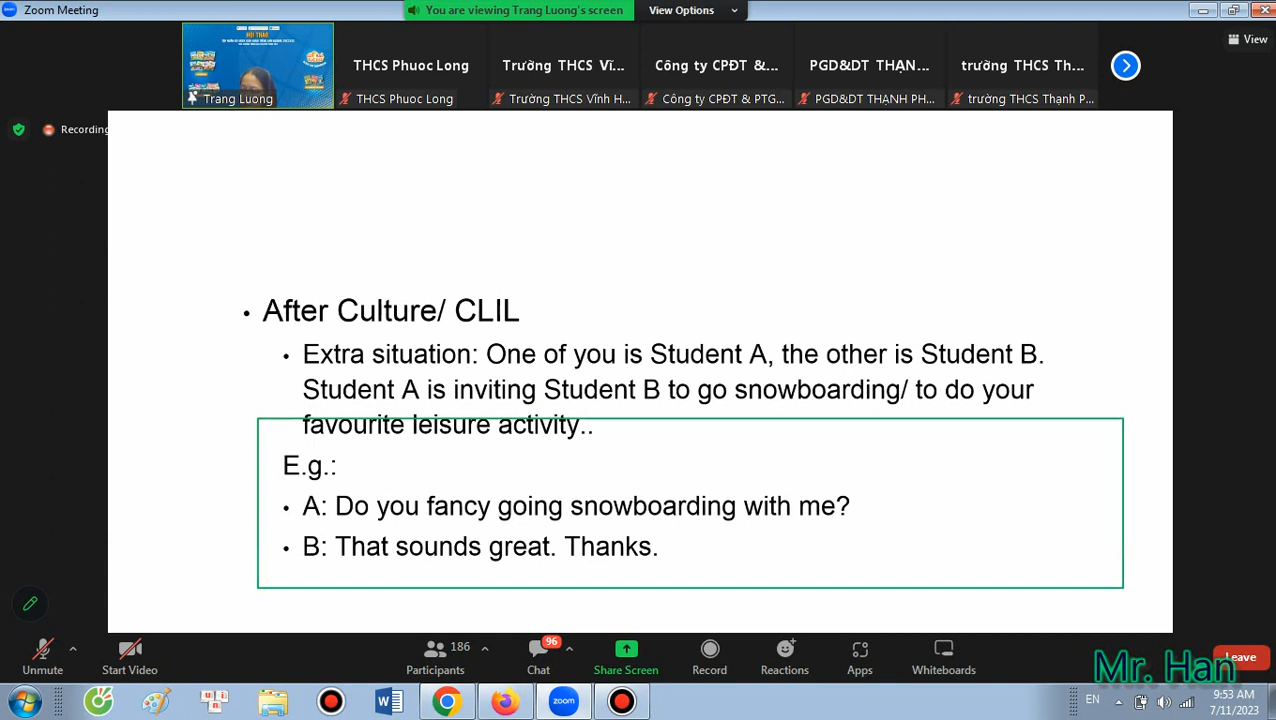 Zoom Meeting
You are viewing Trang Luong's screen
View Options
View
HỘI THẢO
THCS Phuoc Long
Trường THCS Vĩ...
Công ty CPĐT &...
PGD&DT THẠN...
trường THCS Th...
Trang Luong
THCS Phuoc Long
Trường THCS Vĩnh H...
Công ty CPĐT & PTG...
PGD&DT THẠNH PH...
trường THCS Thạnh P...
Recording
• After Culture/ CLIL
• Extra situation: One of you is Student A, the other is Student B.
Student A is inviting Student B to go snowboarding/ to do your
favourite leisure activity..
E.g.:
• A: Do you fancy going snowboarding with me?
• B: That sounds great. Thanks.
186
96
Unmute
Start Video
Participants
Chat
Share Screen
Record
Reactions
Apps
Whiteboards
Leave
Mr. Han
EN
9:53 AM
7/11/2023